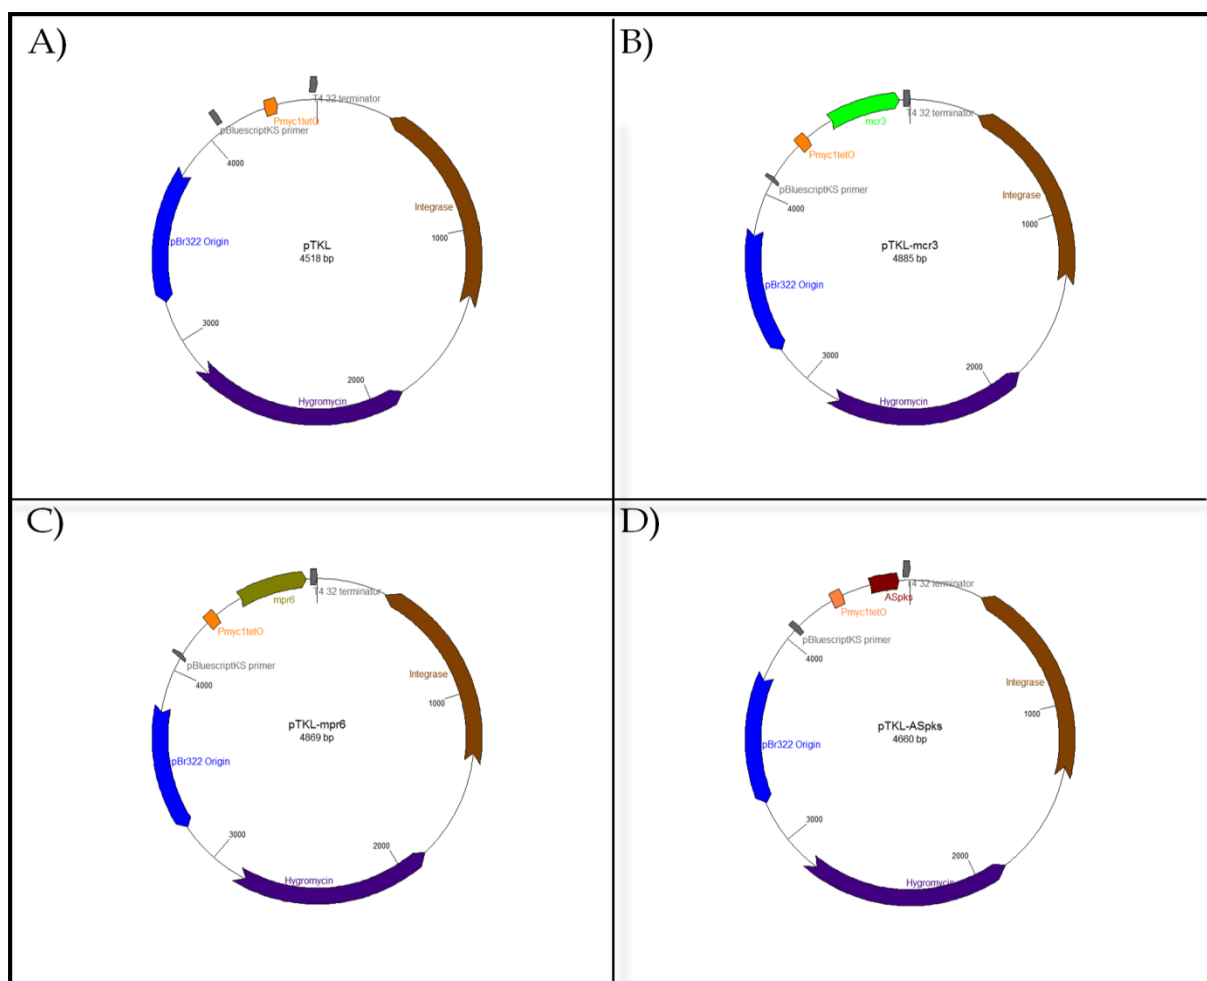 A)
T4 32 terminator
Pmyc1tetO
pBluescriptKS primer
4000
pBr322 Origin
Integrase
1000
pTKL
4518 bp
3000
2000
Hygromycin
B)
T4 32 terminator
mcr3
Pmyc1tetO
pBluescriptKS primer
4000
Integrase
1000
pTKL-mcr3
4885 bp
pBr322 Origin
3000
2000
Hygromycin
C)
T4 32 terminator
mpr6
Pmyc1tetO
pBluescriptKS primer
4000
Integrase
1000
pTKL-mpr6
4869 bp
pBr322 Origin
3000
2000
Hygromycin
D)
T4 32 terminator
ASpks
Pmyc1tetO
pBluescriptKS primer
4000
Integrase
1000
pTKL-ASpks
4660 bp
pBr322 Origin
3000
2000
Hygromycin